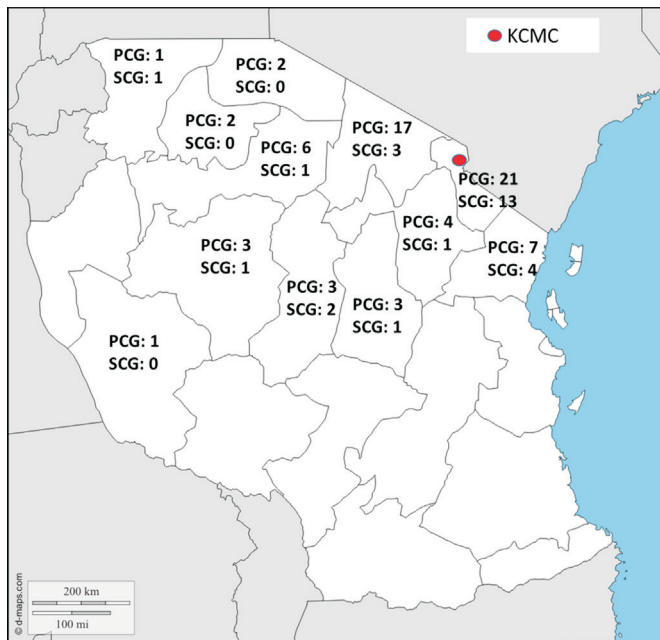 KCMC
PCG: 1
SCG: 1
PCG: 2
SCG: 0
PCG: 2
SCG: 0
PCG: 6
SCG: 1
PCG: 17
SCG: 3
PCG: 21
SCG: 13
PCG: 4
SCG: 1
PCG: 7
SCG: 4
PCG: 3
SCG: 1
PCG: 3
SCG: 2
PCG: 3
SCG: 1
PCG: 1
SCG: 0
200 km
100 mi
© d-maps.com